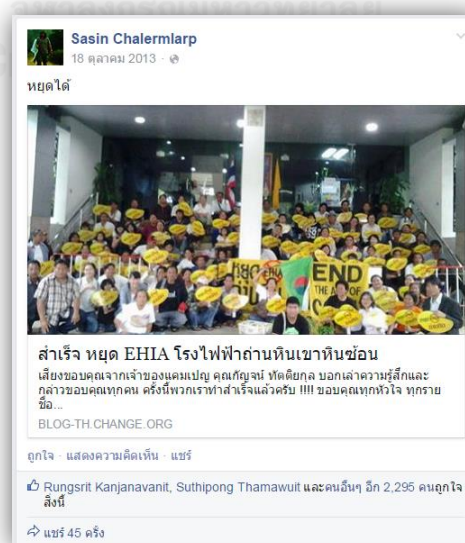 Sasin Chalermlarp
18 ตุลาคม 2013
หยุดได้
หยุด EHIA
END
THE AGE OF
สำเร็จ หยุด EHIA โรงไฟฟ้าถ่านหินเขาหินซ้อน
เสียงขอบคุณจากเจ้าของแคมเปญ คุณกัญจน์ ทัตติยกุล บอกเล่าความรู้สึกและ
กล่าวขอบคุณทุกคน ครั้งนี้พวกเราทำสำเร็จแล้วครับ !!!! ขอบคุณทุกหัวใจ ทุกราย
ชื่อ...
BLOG-TH.CHANGE.ORG
ถูกใจ · แสดงความคิดเห็น · แชร์
Rungsrit Kanjanavanit, Suthipong Thamawuit และคนอื่นๆ อีก 2,295 คนถูกใจ
สิ่งนี้
แชร์ 45 ครั้ง